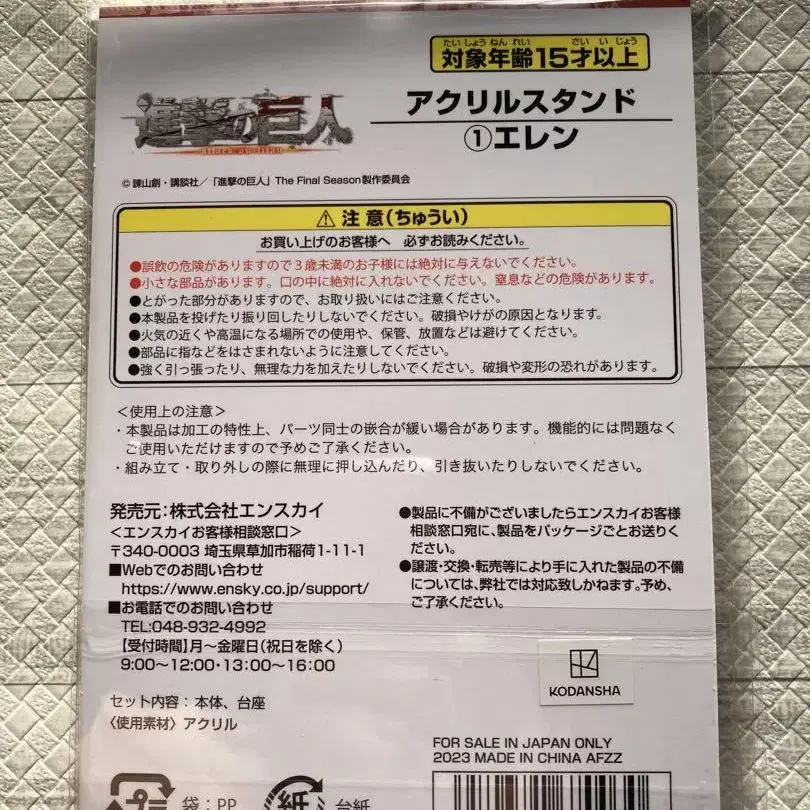 たいしょうねんれい さいいじょう
対象年齢15才以上
進撃の巨人
attack on titan
アクリルスタンド
①エレン
© 諫山創・講談社/「進撃の巨人」The Final Season製作委員会
⚠ 注意(ちゅうい)
お買い上げのお客様へ 必ずお読みください。
●誤飲の危険がありますので3歳未満のお子様には絶対に与えないでください。
●小さな部品があります。口の中に絶対に入れないでください。窒息などの危険があります。
●とがった部分がありますので、お取り扱いにはご注意ください。
●本製品を投げたり振り回したりしないでください。破損やけがの原因となります。
●火気の近くや高温になる場所での使用や、保管、放置などは避けてください。
●部品に指などをはさまれないように注意してください。
●強く引っ張ったり、無理な力を加えたりしないでください。破損や変形の恐れがあります。
<使用上の注意>
・本製品は加工の特性上、パーツ同士の嵌合が緩い場合があります。機能的には問題なく
ご使用いただけますので予めご了承ください。
・組み立て・取り外しの際に無理に押し込んだり、引き抜いたりしないでください。
発売元:株式会社エンスカイ
<エンスカイお客様相談窓口>
〒340-0003 埼玉県草加市稲荷1-11-1
■Webでのお問い合わせ
https://www.ensky.co.jp/support/
■お電話でのお問い合わせ
TEL:048-932-4992
【受付時間】月〜金曜日(祝日を除く)
9:00〜12:00・13:00〜16:00
●製品に不備がございましたらエンスカイお客様
相談窓口宛に、製品をパッケージごとお送りく
ださい。
●譲渡・交換・転売等により手に入れた製品の不備
については、弊社では対応致しかねます。予め、
ご了承ください。
KODANSHA
セット内容:本体、台座
〈使用素材〉アクリル
FOR SALE IN JAPAN ONLY
2023 MADE IN CHINA AFZZ
袋:PP
紙
台紙